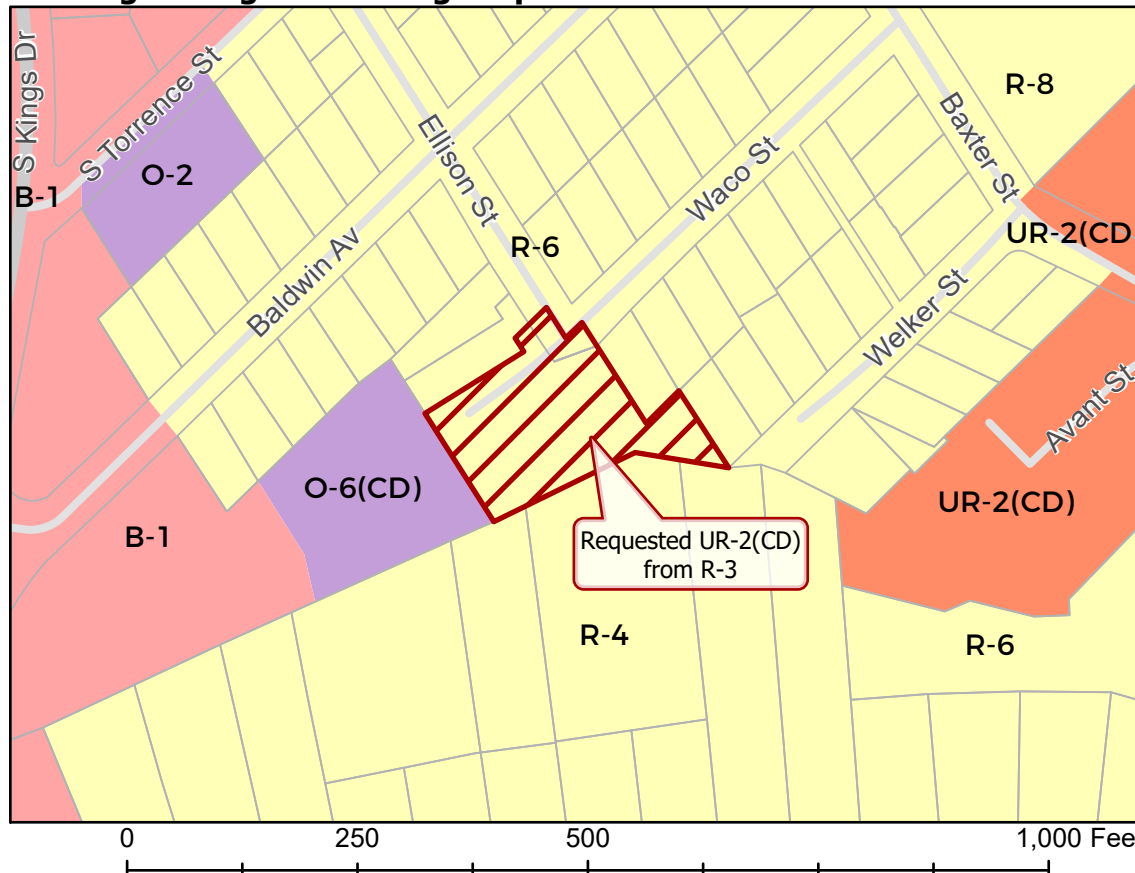 S Kings Dr
S Torrence St
Ellison St
Baxter St
R-8
O-2
B-1
Waco St
UR-2(CD
R-6
Baldwin Av
Welker St
Avant St
O-6(CD)
UR-2(CD)
B-1
Requested UR-2(CD)
from R-3
R-4
R-6
0 250 500 1,000 Fee